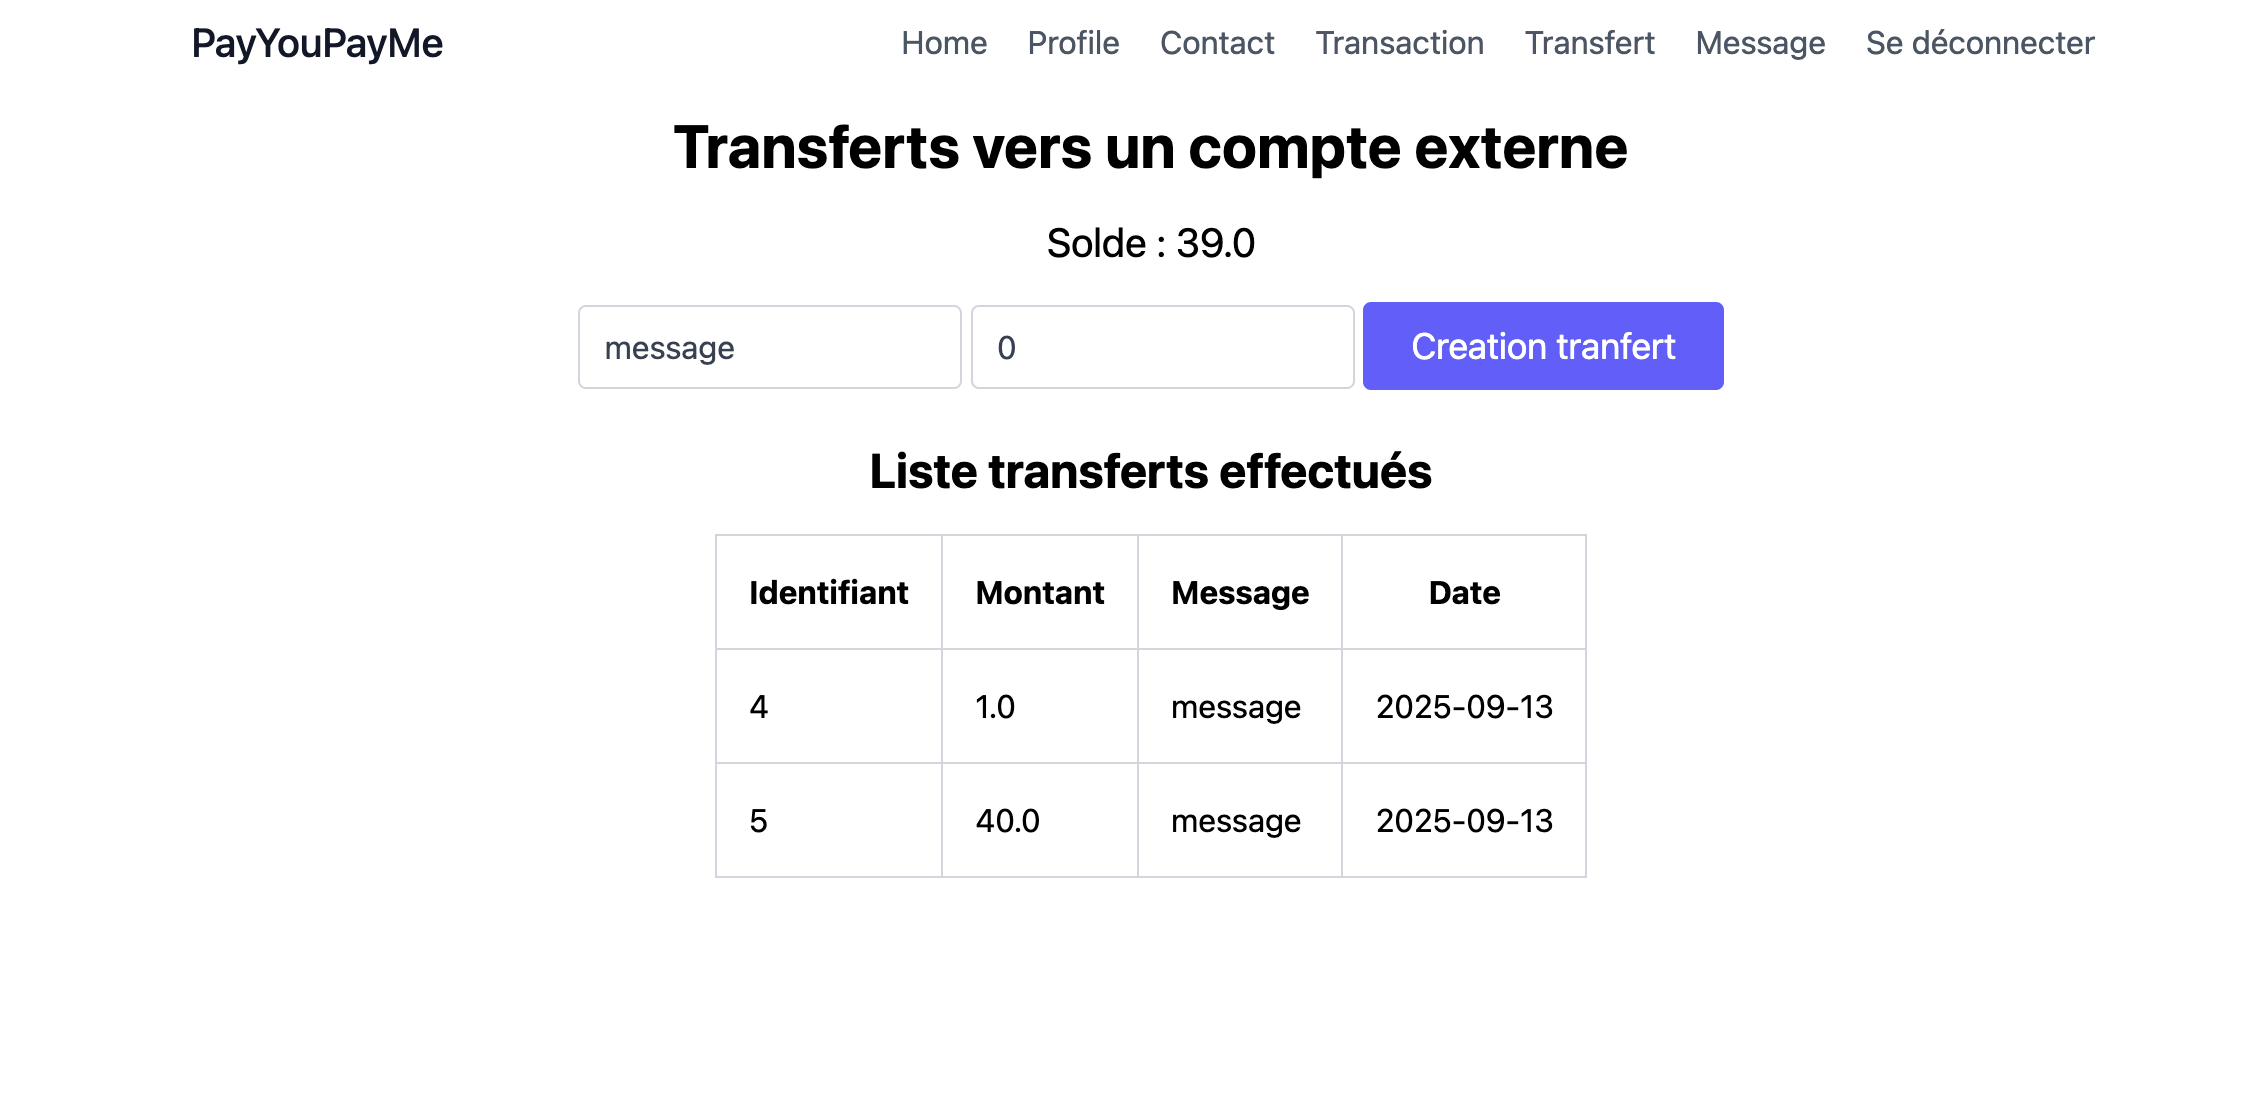 PayYouPayMe Home Profile Contact Transaction Transfert Message Se déconnecter
Transferts vers un compte externe
Solde : 39.0
message 0 Creation tranfert
Liste transferts effectués
Identifiant Montant Message Date
4 1.0 message 2025-09-13
5 40.0 message 2025-09-13